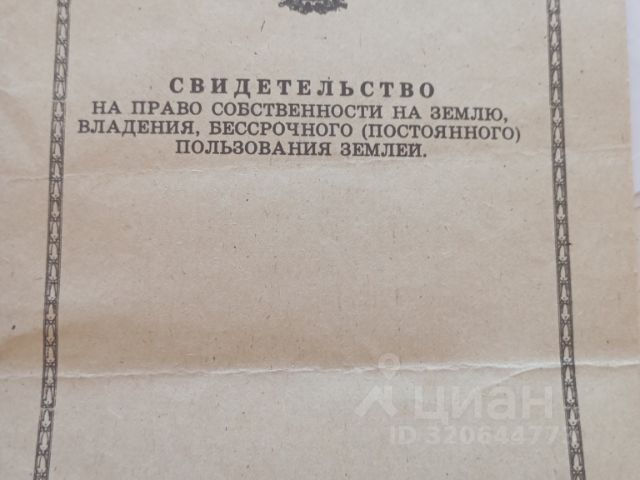 СВИДЕТЕЛЬСТВО
НА ПРАВО СОБСТВЕННОСТИ НА ЗЕМЛЮ,
ВЛАДЕНИЯ, БЕССРОЧНОГО (ПОСТОЯННОГО)
ПОЛЬЗОВАНИЯ ЗЕМЛЕЙ.
циан